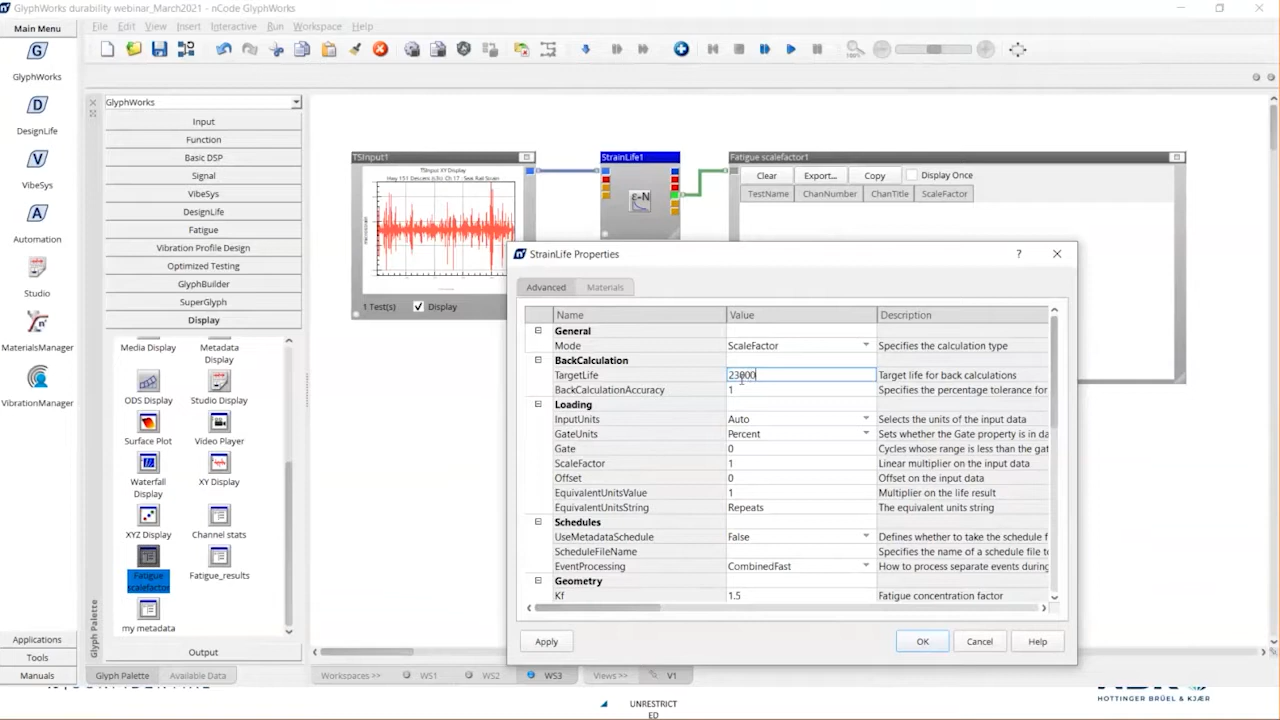 GlyphWorks durability webinar_March2021 - nCode GlyphWorks
Main Menu
File Edit View Insert Interactive Run Workspace Help
GlyphWorks
DesignLife
VibeSys
Automation
Studio
MaterialsManager
VibrationManager
Applications
Tools
Manuals
GlyphWorks
Input
Function
Basic DSP
Signal
VibeSys
DesignLife
Fatigue
Vibration Profile Design
Optimized Testing
GlyphBuilder
SuperGlyph
Display
Media Display
Metadata Display
ODS Display
Studio Display
Surface Plot
Video Player
Waterfall Display
XY Display
XYZ Display
Channel stats
Fatigue scalefactor
Fatigue_results
my metadata
Output
Glyph Palette
Glyph Palette Available Data
TSInput1
TSInput XY Display
1 Test(s) Display
StrainLife1
ε-N
Fatigue scalefactor1
Clear Export... Copy Display Once
TestName ChanNumber ChanTitle ScaleFactor
StrainLife Properties
? 
Advanced Materials
Name Value Description
General
Mode ScaleFactor Specifies the calculation type
BackCalculation
TargetLife 23000 Target life for back calculations
BackCalculationAccuracy 1 Specifies the percentage tolerance for
Loading
InputUnits Auto Selects the units of the input data
GateUnits Percent Sets whether the Gate property is in da
Gate 0 Cycles whose range is less than the gat
ScaleFactor 1 Linear multiplier on the input data
Offset 0 Offset on the input data
EquivalentUnitsValue 1 Multiplier on the life result
EquivalentUnitsString Repeats The equivalent units string
Schedules
UseMetadataSchedule False Defines whether to take the schedule f
ScheduleFileName Specifies the name of a schedule file to
EventProcessing CombinedFast How to process separate events during
Geometry
Kf 1.5 Fatigue concentration factor
Apply OK Cancel Help
Workspaces >> WS1 WS2 WS3 Views >> V1
UNRESTRICT
ED
HOTTINGER BRÜEL & KJÆR